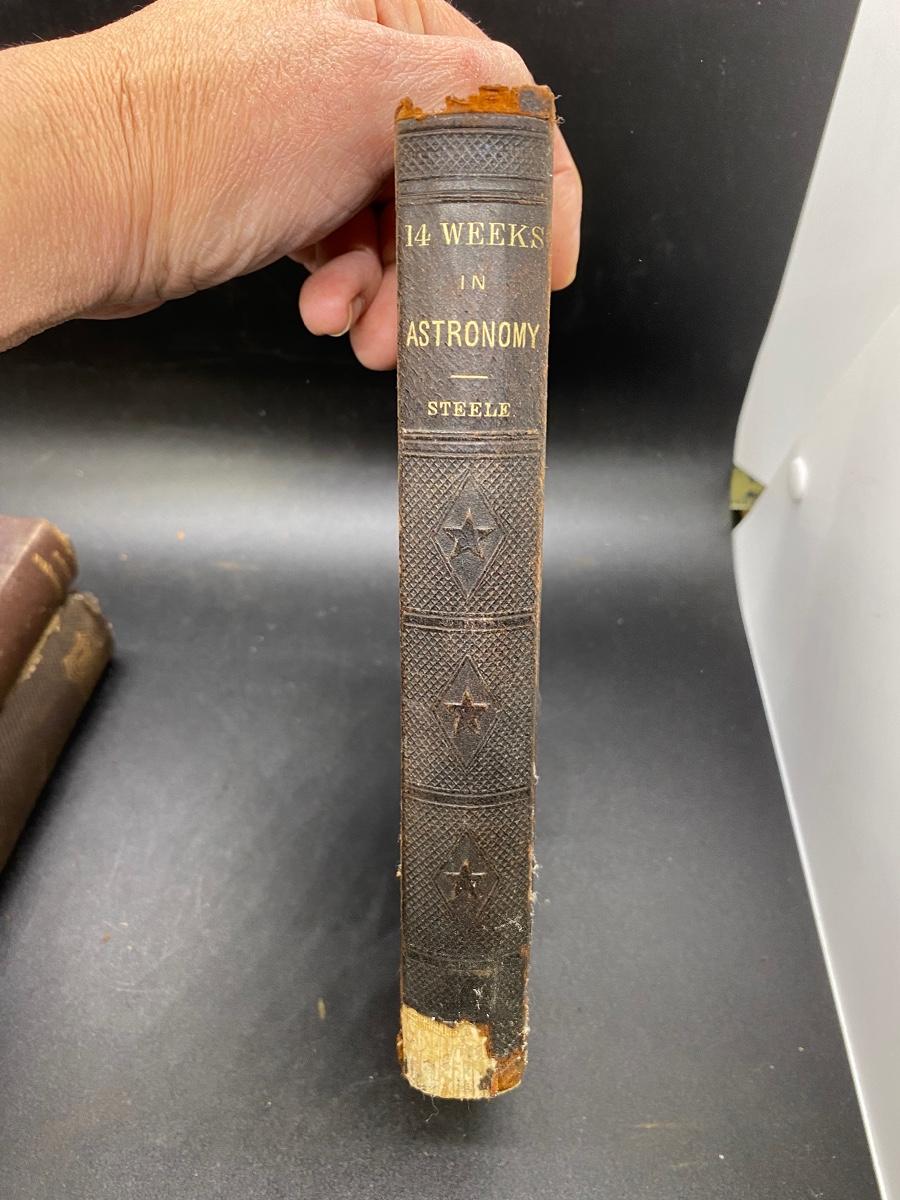 14 WEEKS
IN
ASTRONOMY
STEELE